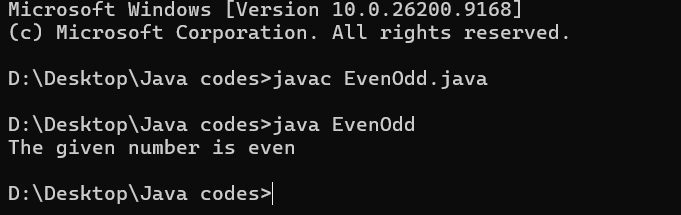 Microsoft Windows [Version 10.0.26200.9168]
(c) Microsoft Corporation. All rights reserved.
D:\Desktop\Java codes>javac EvenOdd.java
D:\Desktop\Java codes>java EvenOdd
The given number is even
D:\Desktop\Java codes>